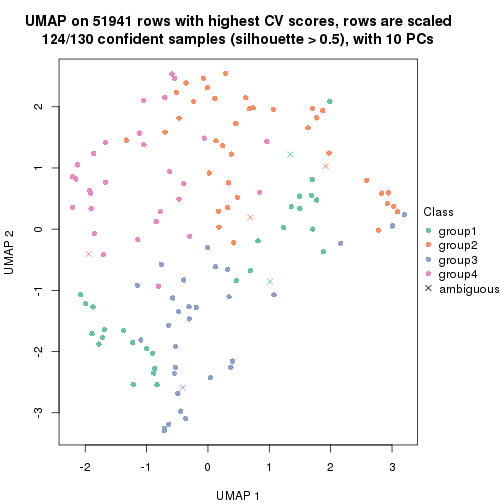 UMAP on 51941 rows with highest CV scores, rows are scaled
124/130 confident samples (silhouette > 0.5), with 10 PCs
2
1
0
-1
-2
-3
UMAP 2
-2
-1
0
1
2
3
UMAP 1
Class
group1
group2
group3
group4
ambiguous